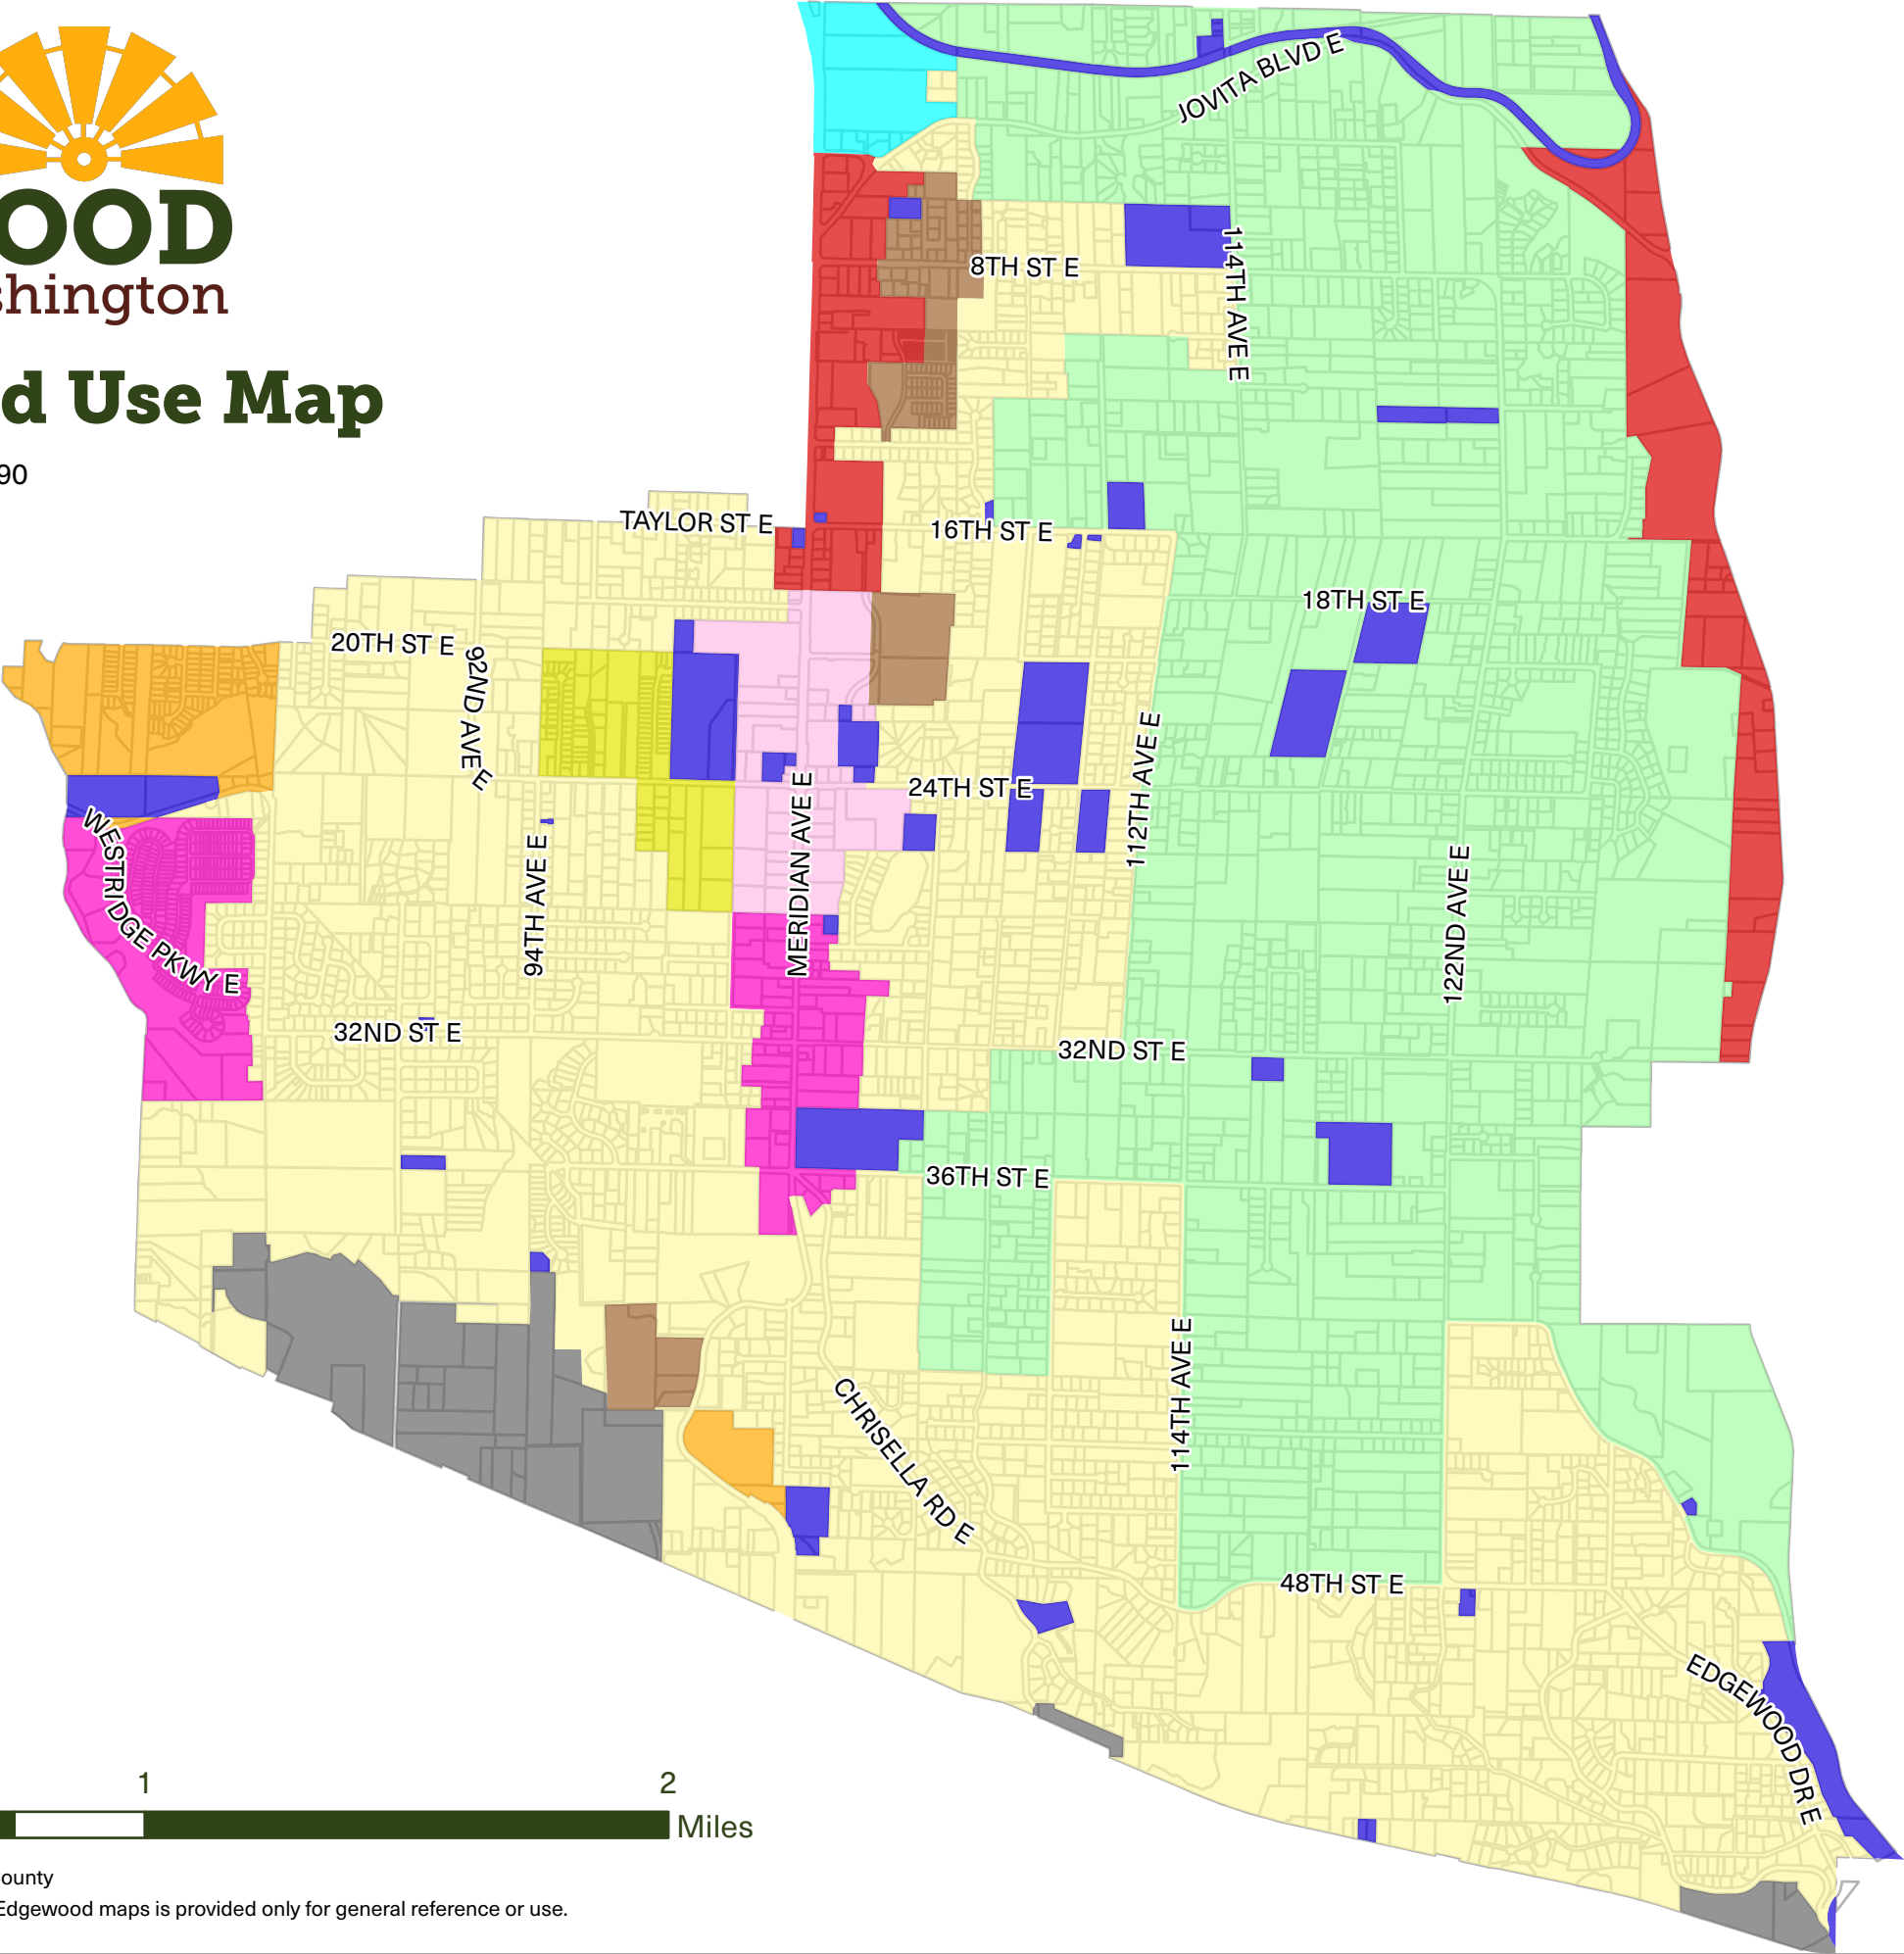 OOD
shington
d Use Map
90
JOVITA BLVD E
8TH ST E
114TH AVE E
TAYLOR ST E
16TH ST E
18TH ST E
20TH ST E
92ND AVE E
24TH ST E
112TH AVE E
MERIDIAN AVE E
WESTRIDGE PKWY E
94TH AVE E
122ND AVE E
32ND ST E
32ND ST E
36TH ST E
114TH AVE E
CHRISELLA RD E
48TH ST E
EDGEWOOD DR E
1
2
Miles
ounty
Edgewood maps is provided only for general reference or use.